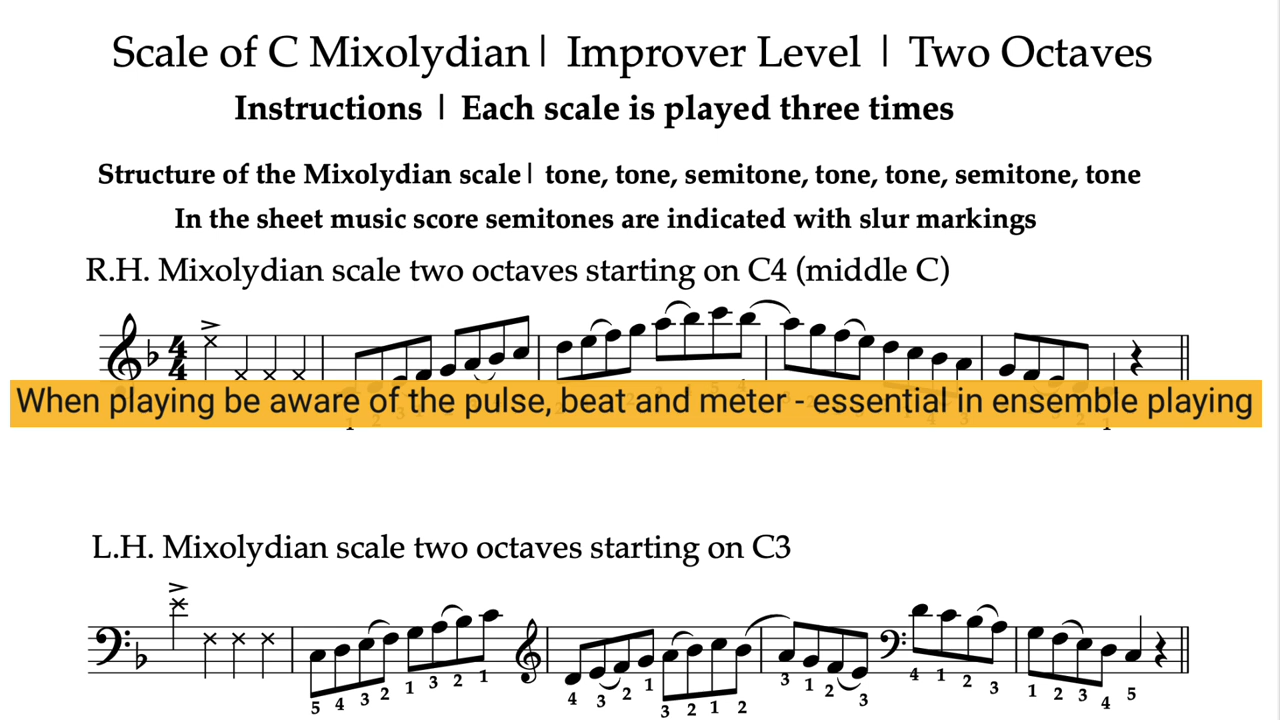 Scale of C Mixolydian| Improver Level | Two Octaves
Instructions | Each scale is played three times
Structure of the Mixolydian scale| tone, tone, semitone, tone, tone, semitone, tone
In the sheet music score semitones are indicated with slur markings
R.H. Mixolydian scale two octaves starting on C4 (middle C)
4
4
When playing be aware of the pulse, beat and meter - essential in ensemble playing
L.H. Mixolydian scale two octaves starting on C3
5 4 3 2 1 3 2 1 4 3 2 1 3 2 1 2 3 1 2 3 4 1 2 3 1 2 3 4 5